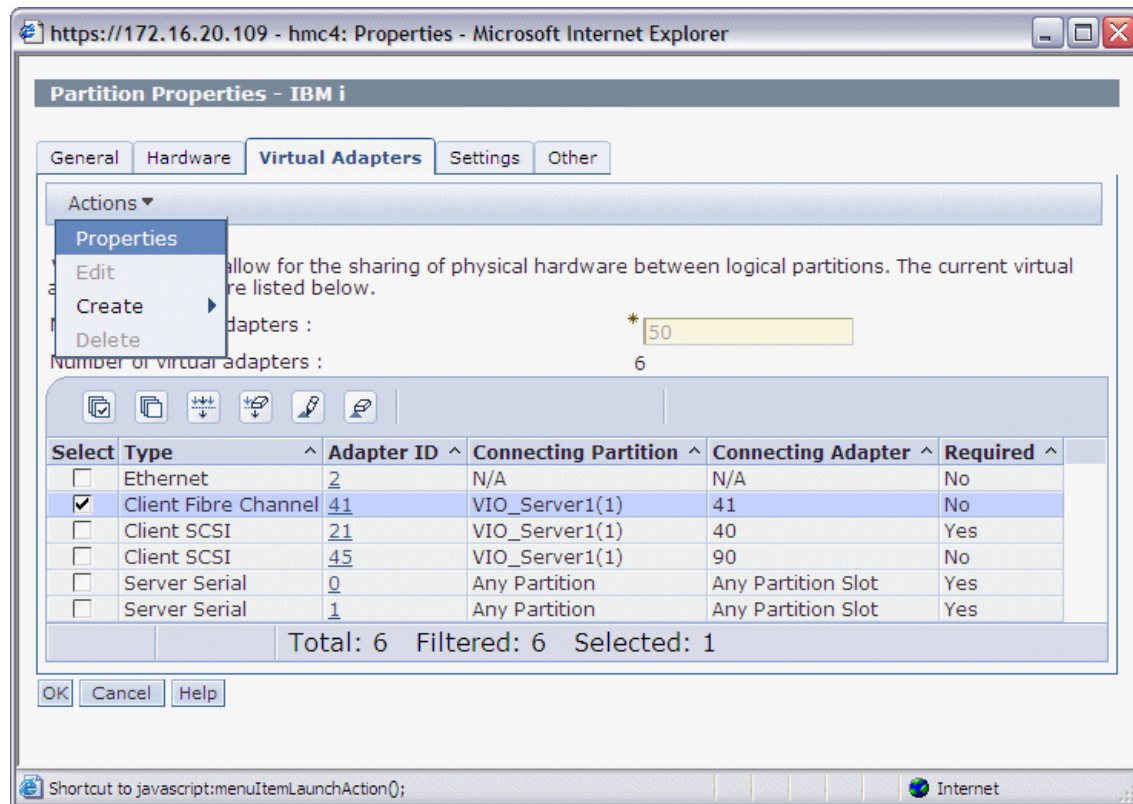 https://172.16.20.109 - hmc4: Properties - Microsoft Internet Explorer
Partition Properties - IBM i
General Hardware Virtual Adapters Settings Other
Actions
Properties
allow for the sharing of physical hardware between logical partitions. The current virtual
Edit
re listed below.
Create
dapters : * 50
Delete
Number of virtual adapters : 6
Select Type ^ Adapter ID ^ Connecting Partition ^ Connecting Adapter ^ Required ^
Ethernet 2 N/A N/A No
Client Fibre Channel 41 VIO_Server1(1) 41 No
Client SCSI 21 VIO_Server1(1) 40 Yes
Client SCSI 45 VIO_Server1(1) 90 No
Server Serial 0 Any Partition Any Partition Slot Yes
Server Serial 1 Any Partition Any Partition Slot Yes
Total: 6 Filtered: 6 Selected: 1
OK Cancel Help
Shortcut to javascript:menuItemLaunchAction(); Internet